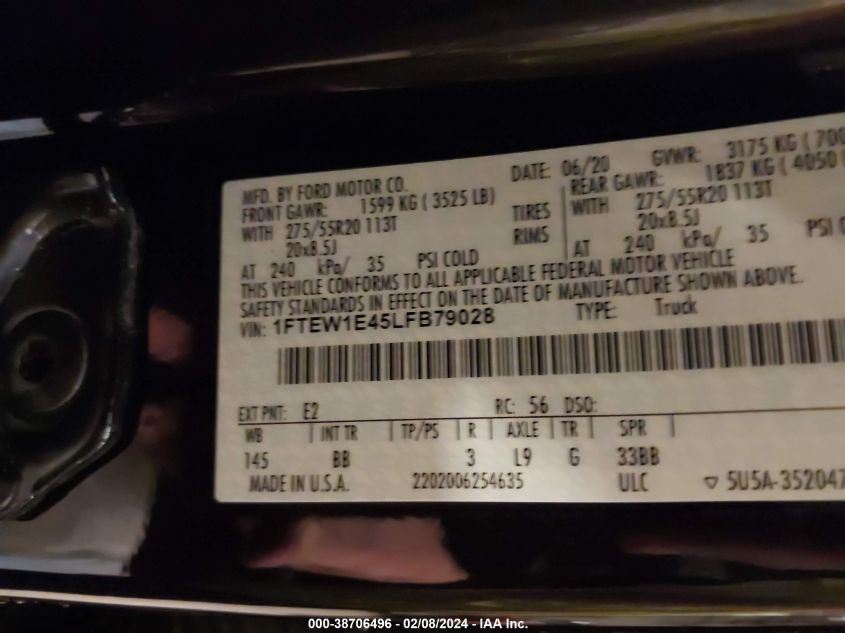 MFD. BY FORD MOTOR CO. DATE: 06/20 GVWR: 3175 KG ( 700
FRONT GAWR: 1599 KG ( 3525 LB) REAR GAWR: 1837 KG ( 4050
WITH 275/55R20 113T TIRES WITH 275/55R20 113T
20x8.5J RIMS 20x8.5J
AT 240 kPa/ 35 PSI COLD AT 240 kPa/ 35 PSI C
THIS VEHICLE CONFORMS TO ALL APPLICABLE FEDERAL MOTOR VEHICLE
SAFETY STANDARDS IN EFFECT ON THE DATE OF MANUFACTURE SHOWN ABOVE.
VIN: 1FTEW1E45LFB79028 TYPE: Truck
EXT PNT: E2 RC: 56 DSO:
WB INT TR TP/PS R AXLE TR SPR
145 BB 3 L9 G 33BB
MADE IN U.S.A. 2202006254635 ULC ▽ 5U5A-352047
000-38706496 - 02/08/2024 - IAA Inc.